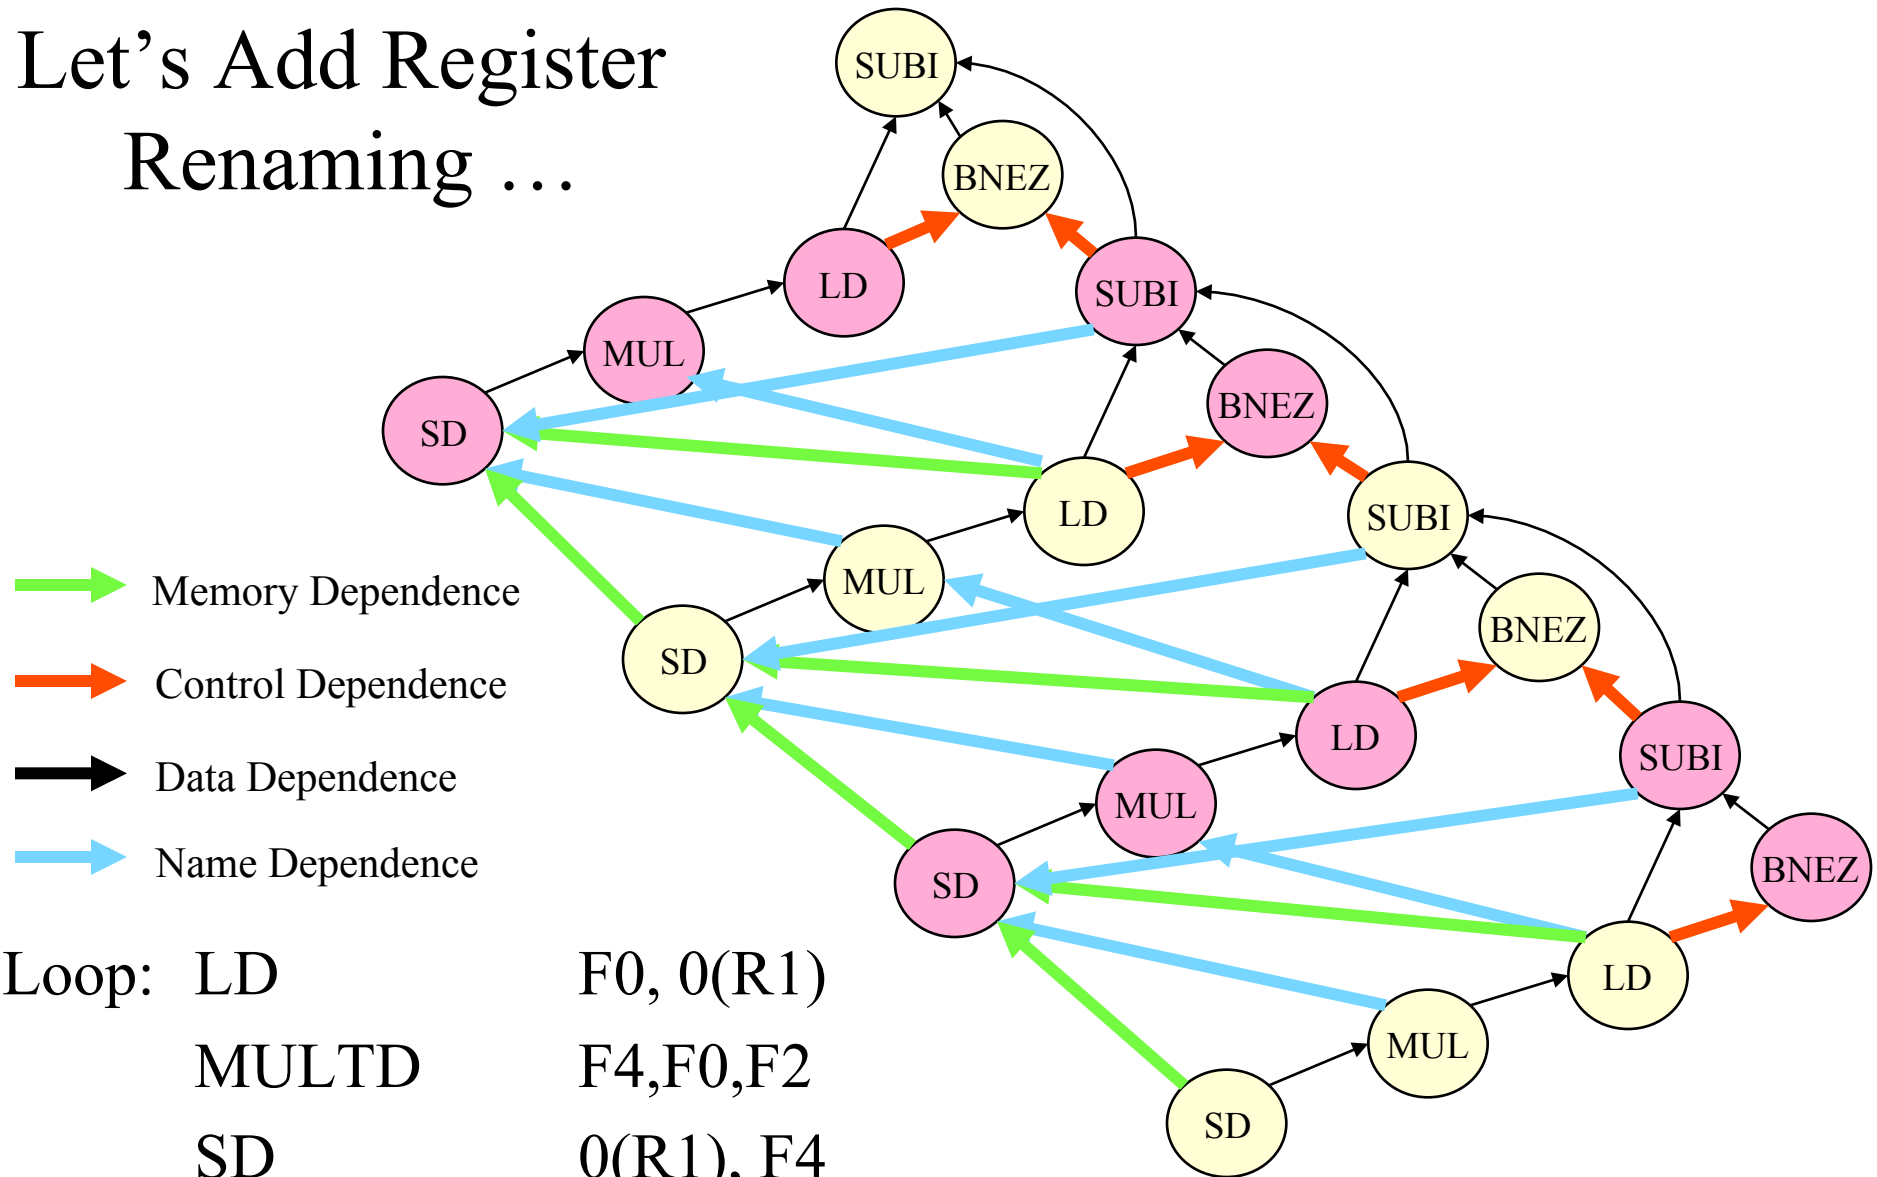 Let’s Add Register
Renaming …
SUBI
BNEZ
LD
SUBI
MUL
BNEZ
SD
LD
SUBI
MUL
BNEZ
SD
LD
SUBI
MUL
BNEZ
SD
LD
MUL
SD
Memory Dependence
Control Dependence
Data Dependence
Name Dependence
Loop: LD F0, 0(R1)
MULTD F4,F0,F2
SD 0(R1), F4